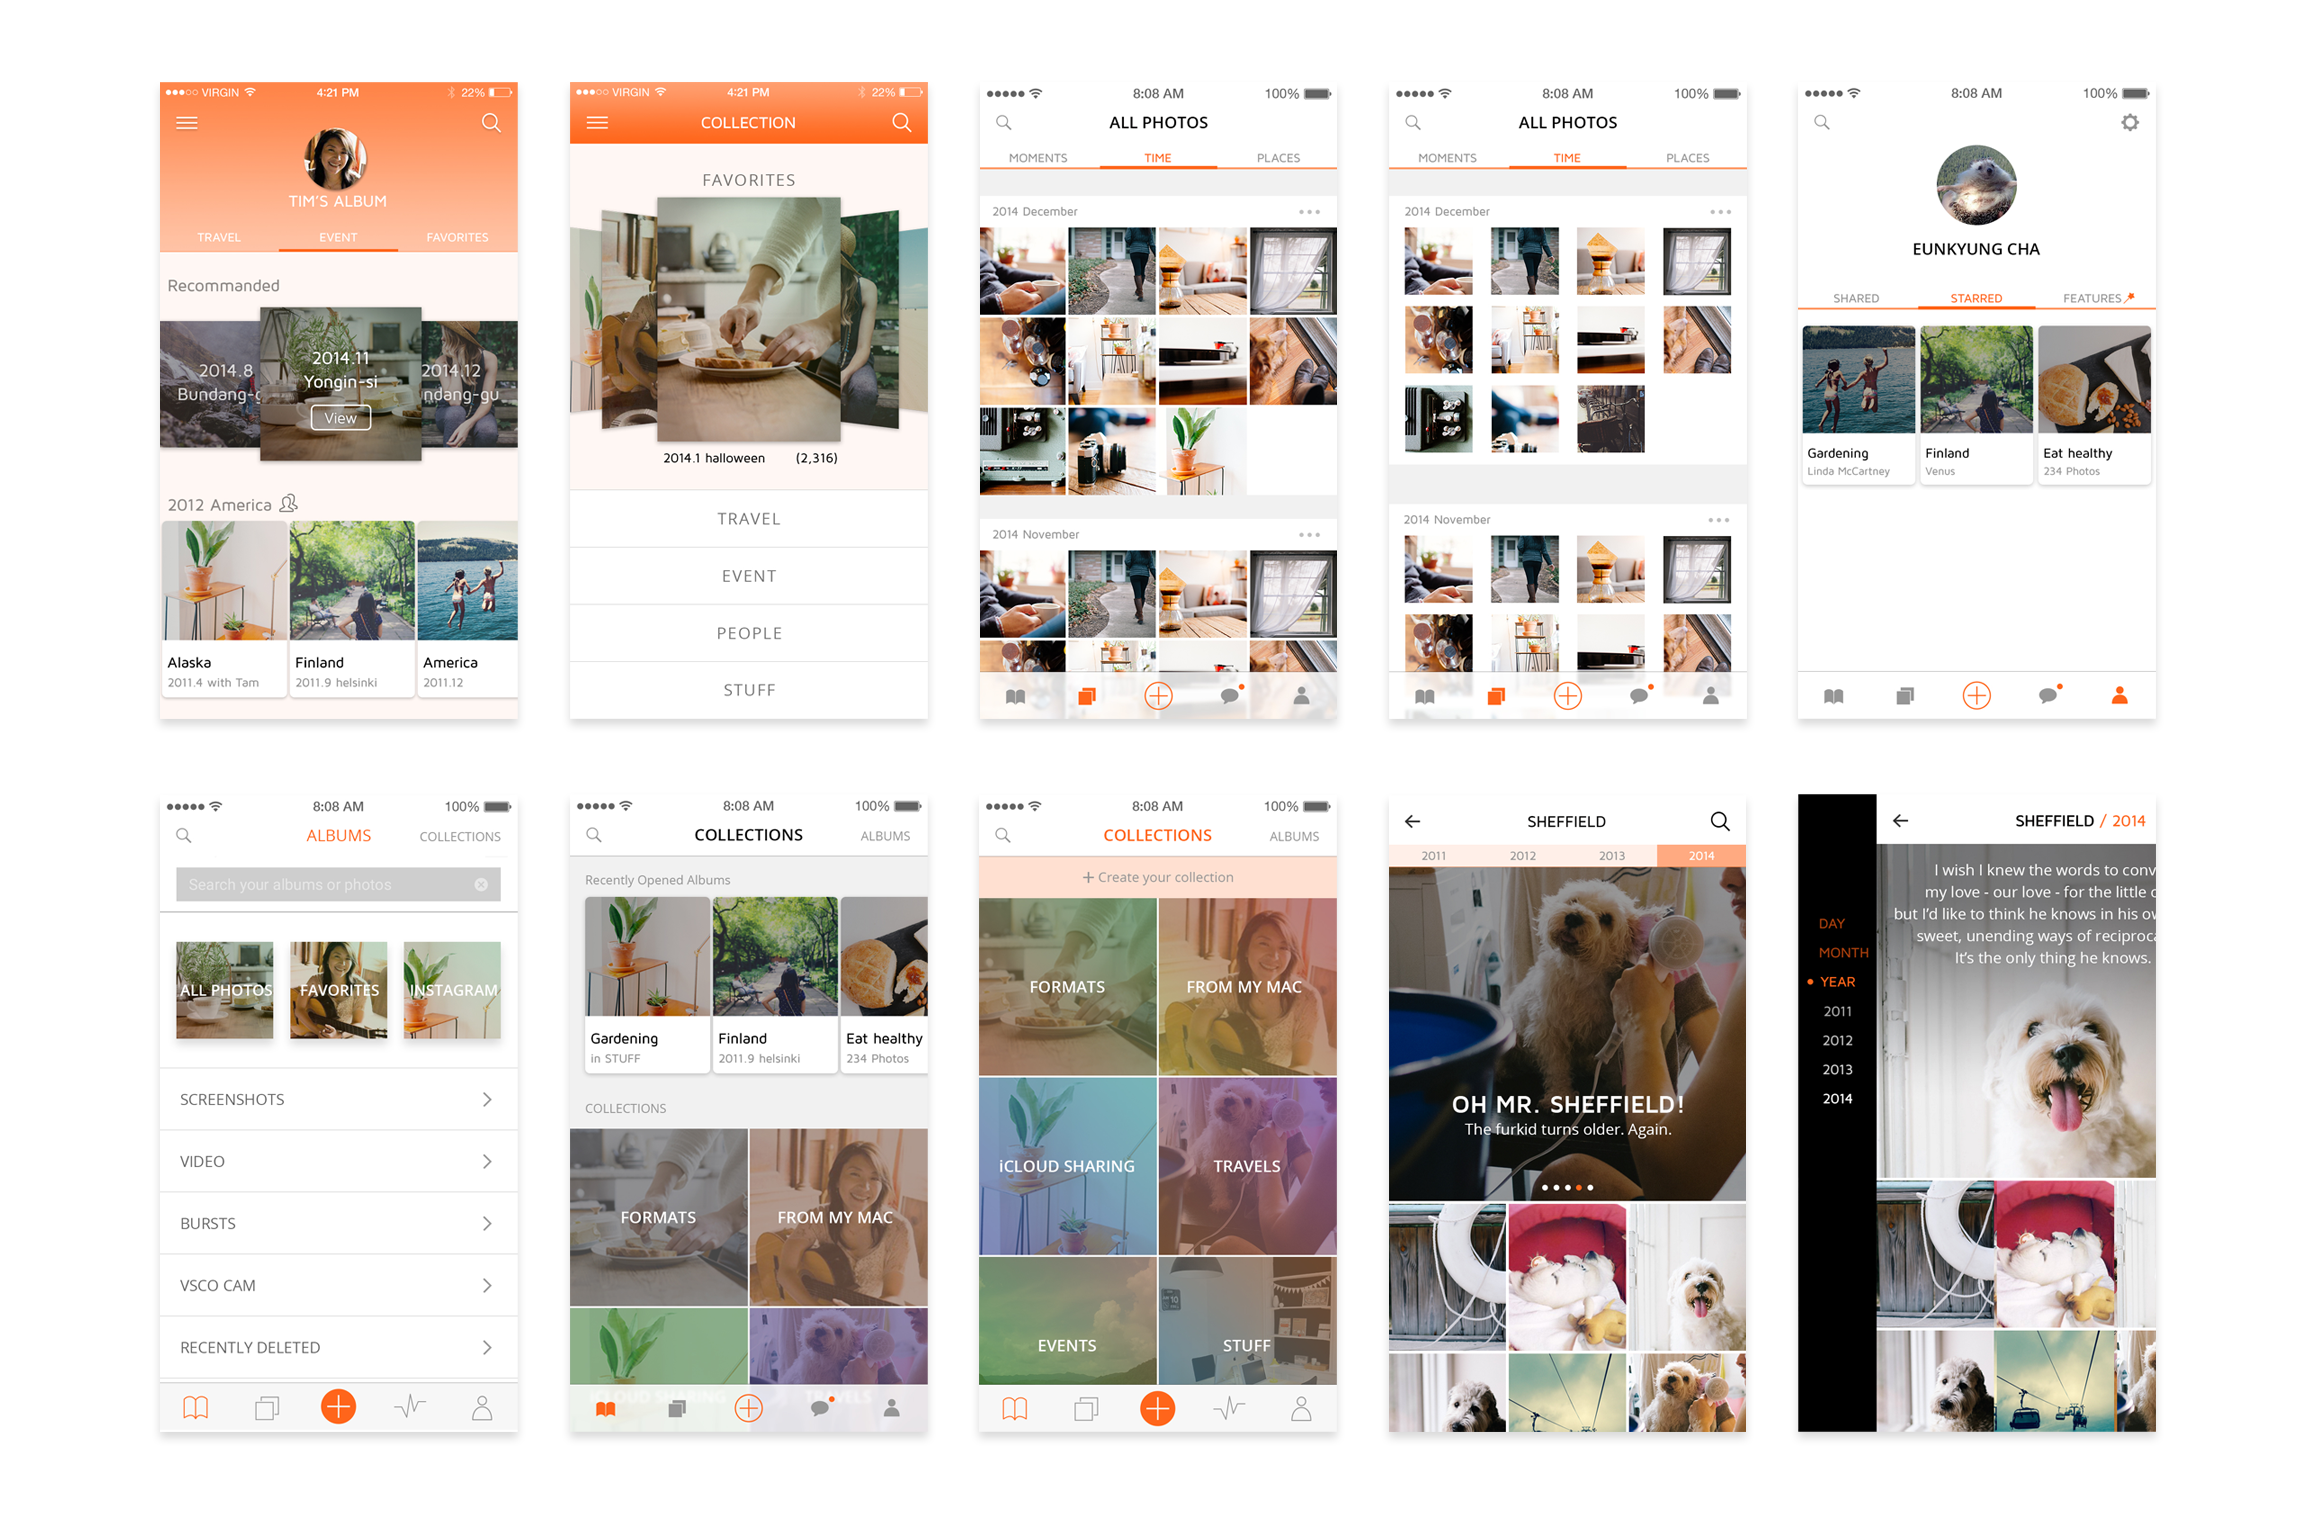 VIRGIN 4:21 PM 22%
TIM'S ALBUM
TRAVEL EVENT FAVORITES
Recommanded
2014.8
Bundang-g
2014.11
Yongin-si
View
2014.12
ndang-gu
2012 America
Alaska
2011.4 with Tam
Finland
2011.9 helsinki
America
2011.12
VIRGIN 4:21 PM 22%
COLLECTION
FAVORITES
2014.1 halloween (2,316)
TRAVEL
EVENT
PEOPLE
STUFF
8:08 AM 100%
ALL PHOTOS
MOMENTS TIME PLACES
2014 December
2014 November
8:08 AM 100%
ALL PHOTOS
MOMENTS TIME PLACES
2014 December
2014 November
8:08 AM 100%
EUNKYUNG CHA
SHARED STARRED FEATURES
Gardening
Linda McCartney
Finland
Venus
Eat healthy
234 Photos
8:08 AM 100%
ALBUMS COLLECTIONS
Search your albums or photos
ALL PHOTOS FAVORITES INSTAGRAM
SCREENSHOTS
VIDEO
BURSTS
VSCO CAM
RECENTLY DELETED
8:08 AM 100%
COLLECTIONS ALBUMS
Recently Opened Albums
Gardening
in STUFF
Finland
2011.9 helsinki
Eat healthy
234 Photos
COLLECTIONS
FORMATS FROM MY MAC
iCLOUD SHARING TRAVELS
8:08 AM 100%
COLLECTIONS ALBUMS
+ Create your collection
FORMATS FROM MY MAC
iCLOUD SHARING TRAVELS
EVENTS STUFF
SHEFFIELD
2011 2012 2013 2014
OH MR. SHEFFIELD!
The furkid turns older. Again.
DAY
MONTH
YEAR
2011
2012
2013
2014
SHEFFIELD / 2014
I wish I knew the words to conv
my love - our love - for the little c
but I'd like to think he knows in his ow
sweet, unending ways of reciproca
It's the only thing he knows.